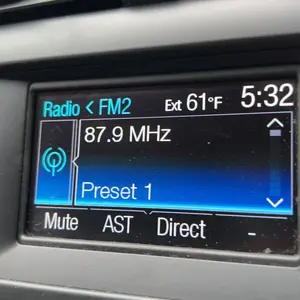 Radio < FM2 Ext 61°F 5:32
87.9 MHz
Preset 1
Mute AST Direct -